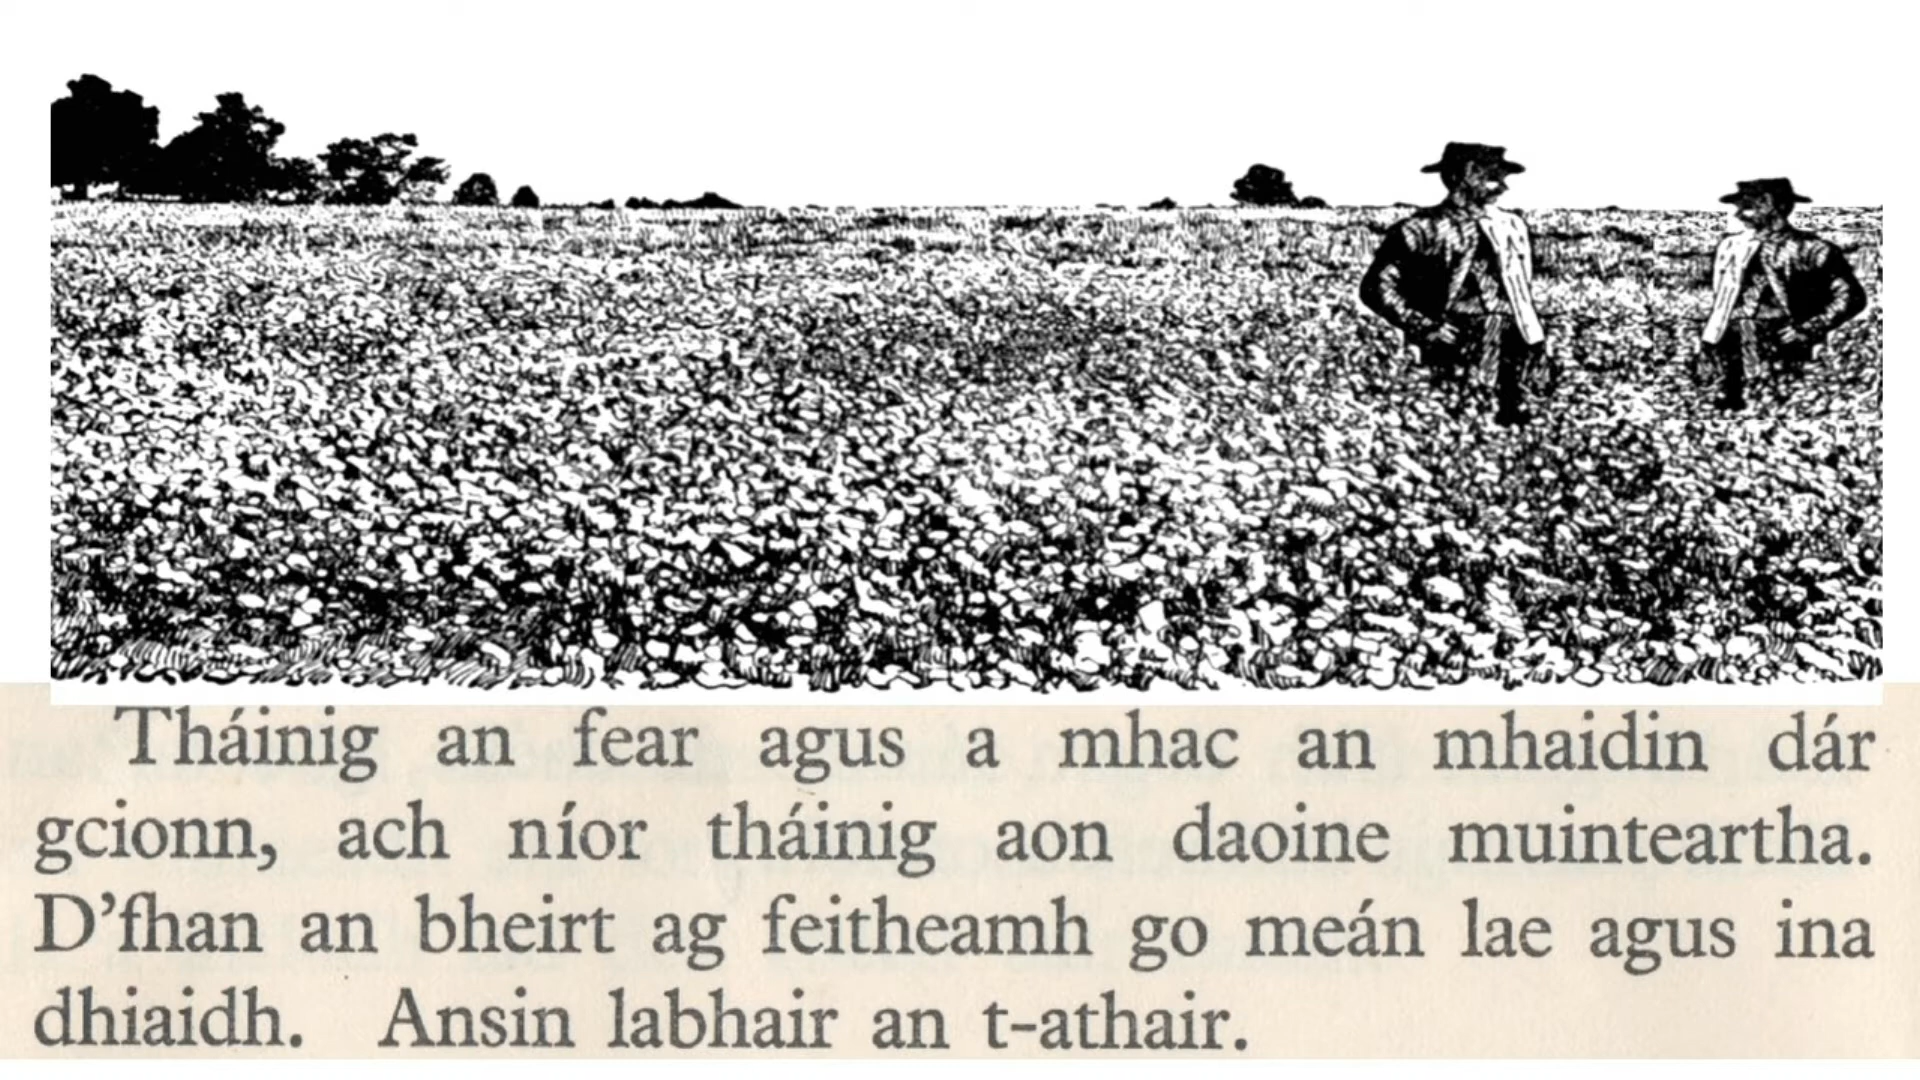 Tháinig an fear agus a mhac an mhaidin dár
gcionn, ach níor tháinig aon daoine muinteartha.
D’fhan an bheirt ag feitheamh go meán lae agus ina
dhiaidh. Ansin labhair an t-athair.